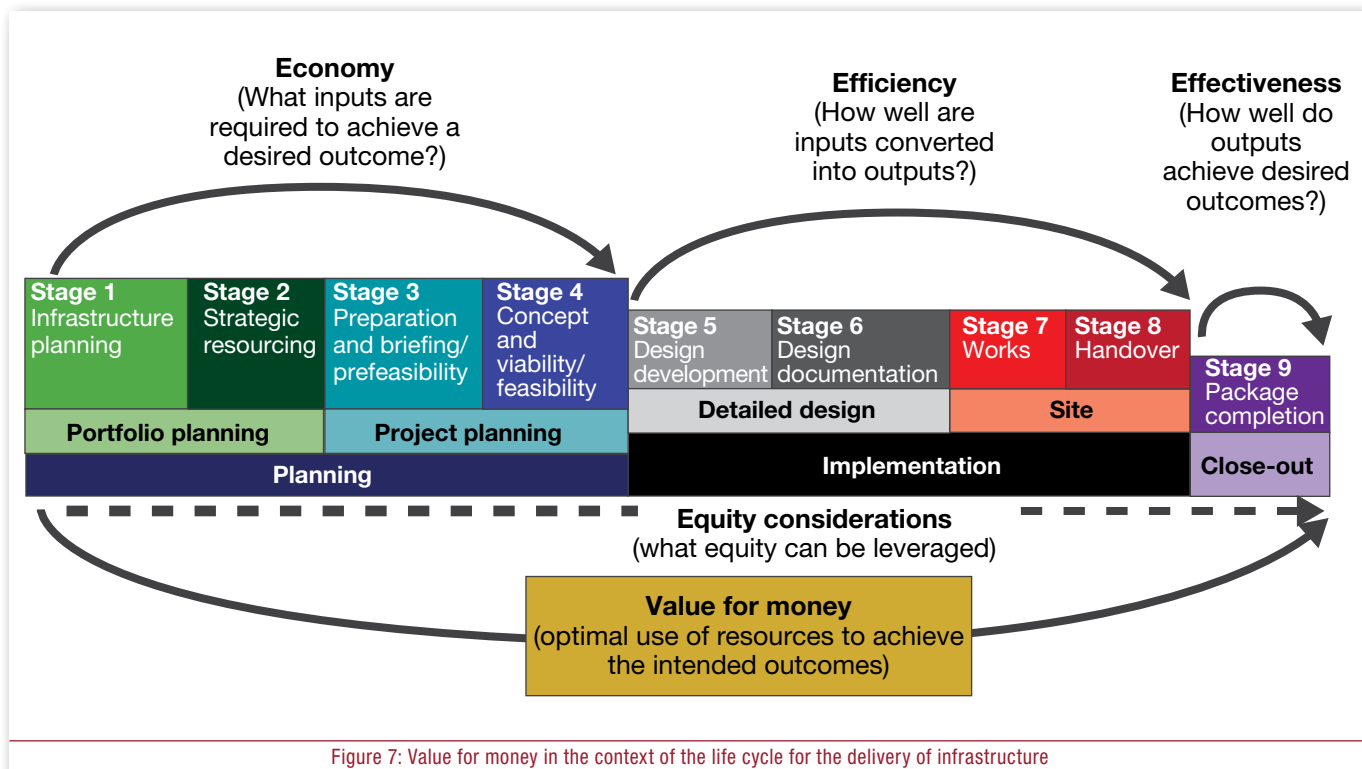 Economy
(What inputs are
required to achieve a
desired outcome?)
Efficiency
(How well are
inputs converted
into outputs?)
Effectiveness
(How well do
outputs
achieve desired
outcomes?)
Stage 1
Infrastructure
planning
Stage 2
Strategic
resourcing
Stage 3
Preparation
and briefing/
prefeasibility
Stage 4
Concept
and
viability/
feasibility
Stage 5
Design
development
Stage 6
Design
documentation
Stage 7
Works
Stage 8
Handover
Stage 9
Package
completion
Portfolio planning
Project planning
Detailed design
Site
Planning
Implementation
Close-out
Equity considerations
(what equity can be leveraged)
Value for money
(optimal use of resources to achieve
the intended outcomes)
Figure 7: Value for money in the context of the life cycle for the delivery of infrastructure